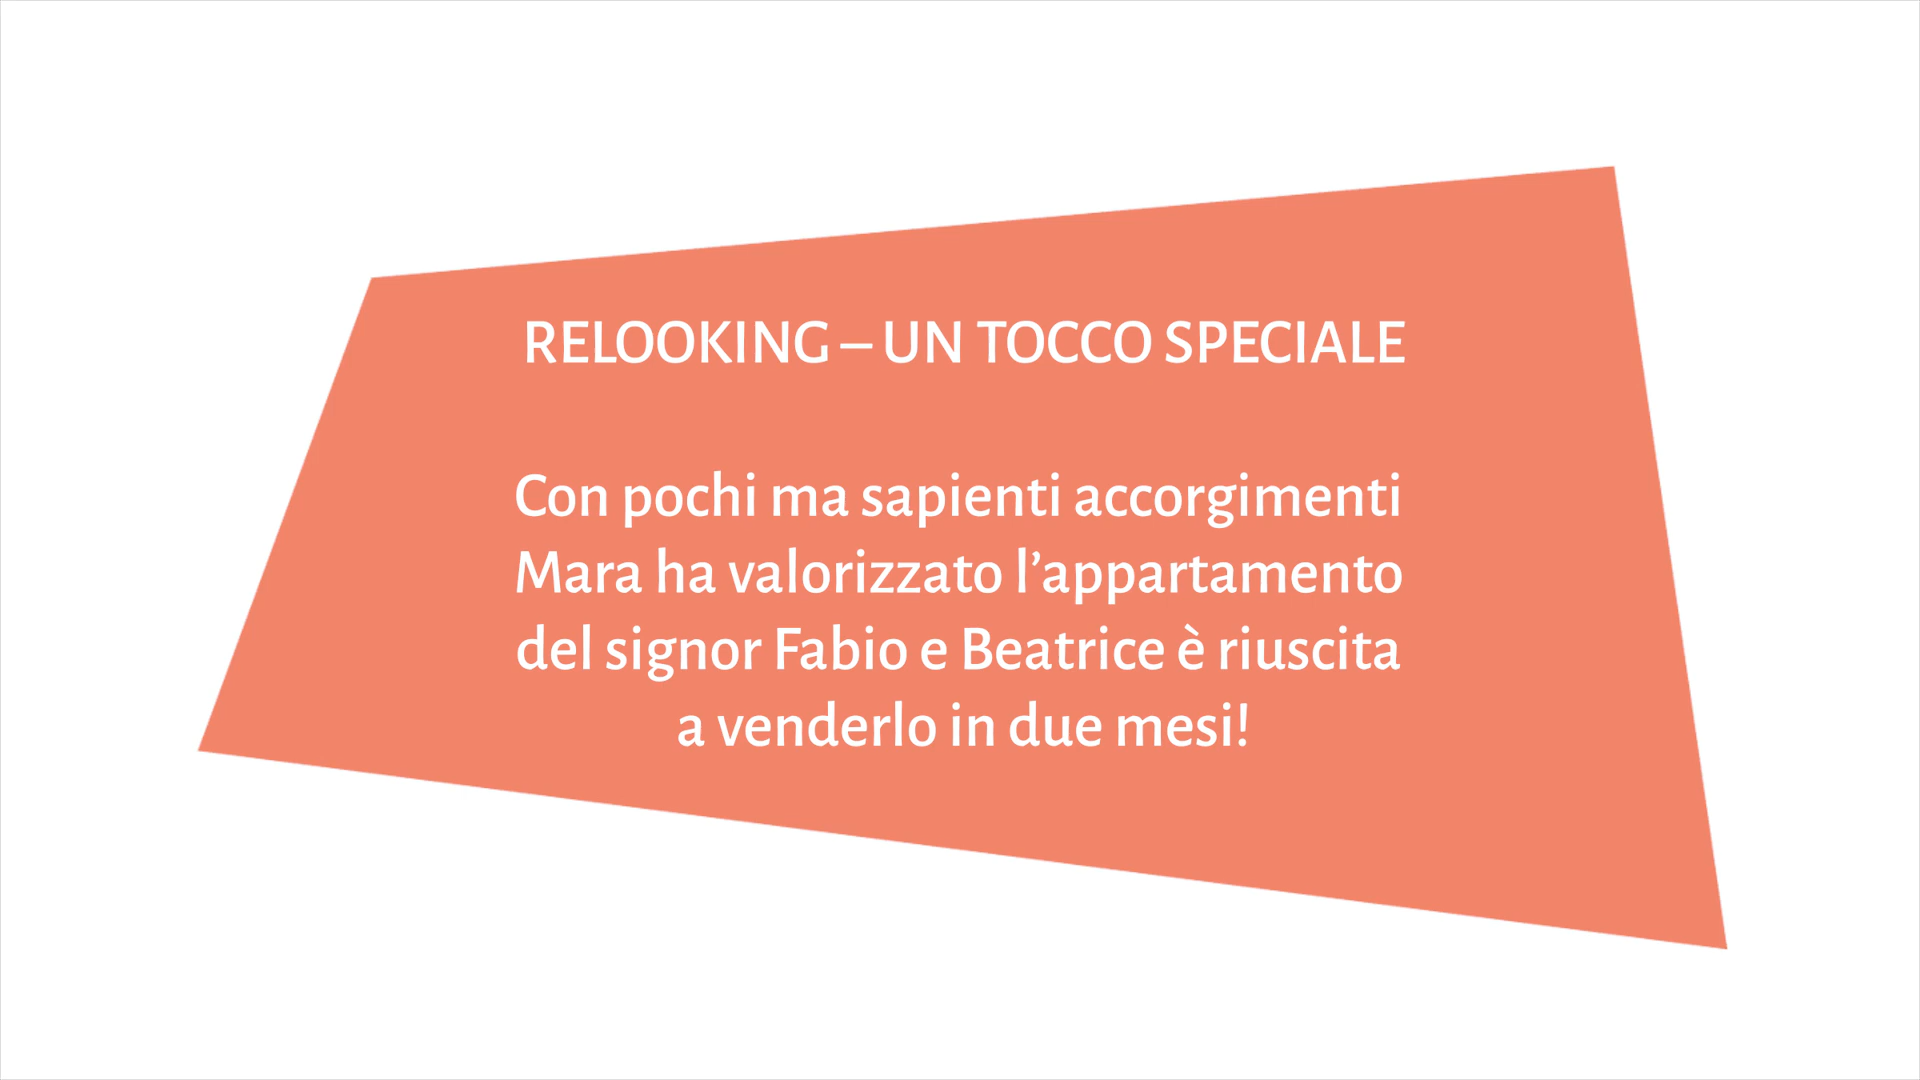 RELOOKING – UN TOCCO SPECIALE
Con pochi ma sapienti accorgimenti
Mara ha valorizzato l’appartamento
del signor Fabio e Beatrice è riuscita
a venderlo in due mesi!